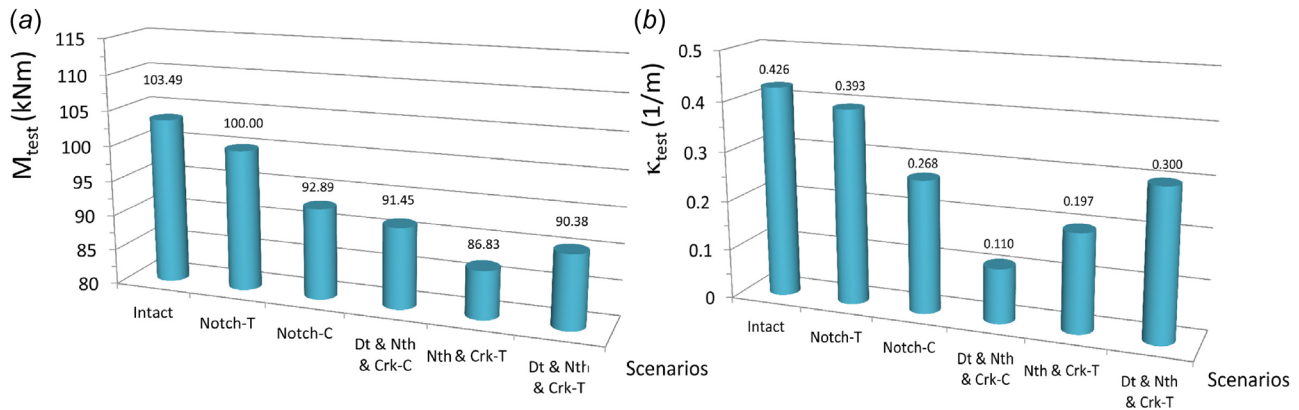 (a)
M_test (kNm)
115
110
105
100
95
90
85
80
103.49
100.00
92.89
91.45
86.83
90.38
Intact
Notch-T
Notch-C
Dt & Nth
& Crk-C
Nth & Crk-T
Dt & Nth
& Crk-T
Scenarios
(b)
κ_test (1/m)
0.5
0.4
0.3
0.2
0.1
0
0.426
0.393
0.268
0.110
0.197
0.300
Intact
Notch-T
Notch-C
Dt & Nth
& Crk-C
Nth & Crk-T
Dt & Nth
& Crk-T
Scenarios